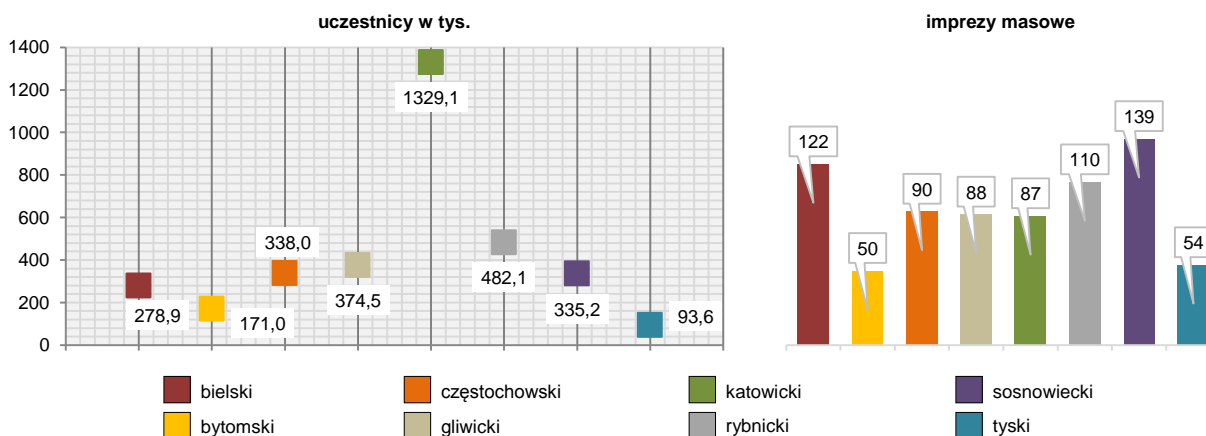 uczestnicy w tys.
imprezy masowe
1400
1200
1000
800
600
400
200
0
1329,1
338,0
482,1
374,5
335,2
278,9
171,0
93,6
122
50
90
88
87
110
139
54
bielski
częstochowski
katowicki
sosnowiecki
bytomski
gliwicki
rybnicki
tyski